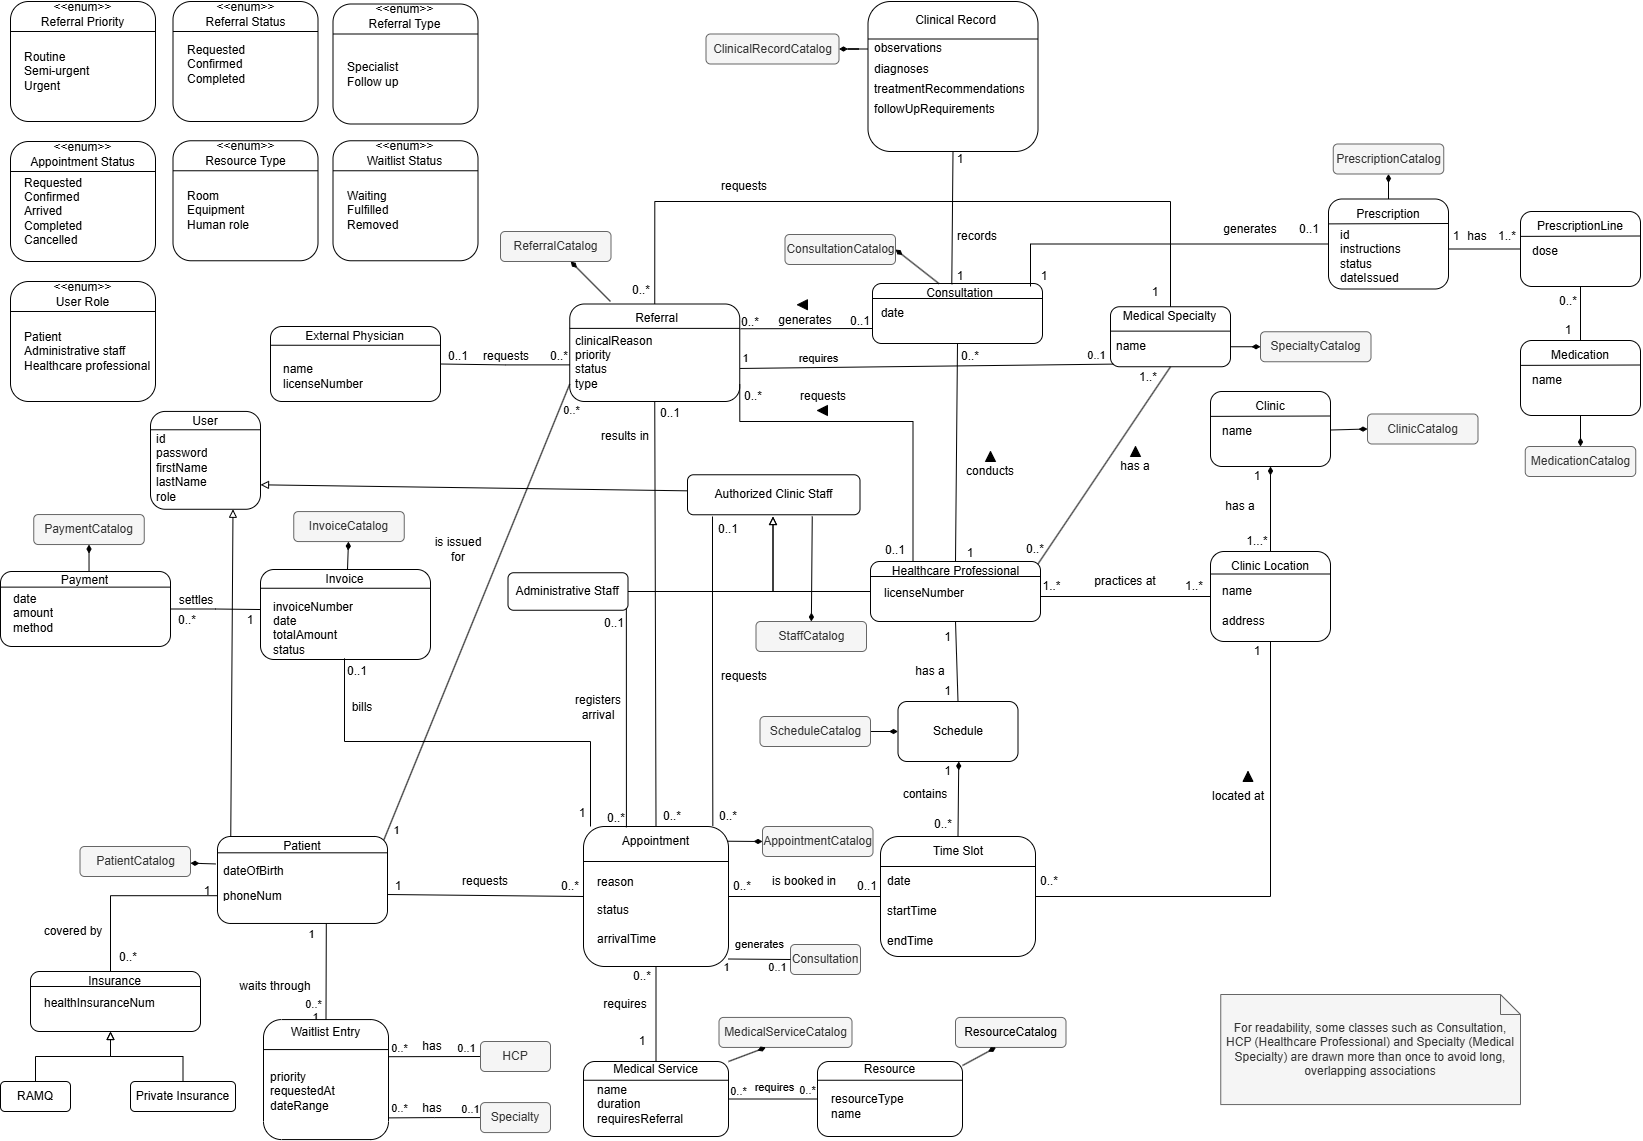 <<enum>>
Referral Priority
Routine
Semi-urgent
Urgent
<<enum>>
Referral Status
Requested
Confirmed
Completed
<<enum>>
Referral Type
Specialist
Follow up
<<enum>>
Appointment Status
Requested
Confirmed
Arrived
Completed
Cancelled
<<enum>>
Resource Type
Room
Equipment
Human role
<<enum>>
Waitlist Status
Waiting
Fulfilled
Removed
<<enum>>
User Role
Patient
Administrative staff
Healthcare professional
ClinicalRecordCatalog
Clinical Record
observations
diagnoses
treatmentRecommendations
followUpRequirements
1
records
1
requests
0..*
1
PrescriptionCatalog
Prescription
id
instructions
status
dateIssued
generates
0..1
1
1
has
1..*
PrescriptionLine
dose
0..*
1
Medication
name
MedicationCatalog
ReferralCatalog
ConsultationCatalog
Consultation
date
Referral
clinicalReason
priority
status
type
0..*
generates
0..1
External Physician
name
licenseNumber
0..1
requests
0..*
1
requires
0..1
Medical Specialty
name
SpecialtyCatalog
0..*
requests
0..1
0..*
conducts
1
1..*
has a
0..*
Clinic
name
ClinicCatalog
1
has a
1...*
Clinic Location
name
address
1
User
id
password
firstName
lastName
role
0..*
is issued
for
1
0..1
results in
0..*
Authorized Clinic Staff
0..1
requests
0..*
Administrative Staff
0..1
registers
arrival
0..*
StaffCatalog
Healthcare Professional
licenseNumber
1..*
practices at
1..*
PaymentCatalog
Payment
date
amount
method
settles
0..*
1
InvoiceCatalog
Invoice
invoiceNumber
date
totalAmount
status
0..1
bills
1
1
has a
1
ScheduleCatalog
Schedule
1
contains
0..*
located at
PatientCatalog
Patient
dateOfBirth
phoneNum
1
requests
0..*
Appointment
reason
status
arrivalTime
AppointmentCatalog
0..*
is booked in
0..1
Time Slot
date
startTime
endTime
0..*
generates
1
0..1
Consultation
1
covered by
0..*
Insurance
healthInsuranceNum
RAMQ
Private Insurance
1
waits through
0..*
1
Waitlist Entry
priority
requestedAt
dateRange
0..*
has
0..1
HCP
0..*
has
0..1
Specialty
0..*
requires
1
MedicalServiceCatalog
Medical Service
name
duration
requiresReferral
0..*
requires
0..*
ResourceCatalog
Resource
resourceType
name
For readability, some classes such as Consultation,
HCP (Healthcare Professional) and Specialty (Medical
Specialty) are drawn more than once to avoid long,
overlapping associations